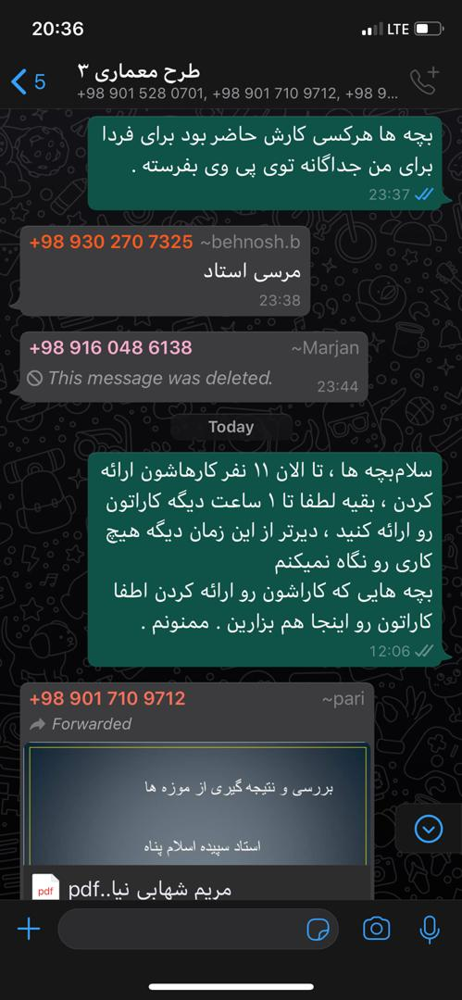 20:36
LTE
5
طرح معماری ۳
+98 901 528 0701, +98 901 710 9712, +98 9...
بچه ها هرکسی کارش حاضر بود برای فردا
برای من جداگانه توی پی وی بفرسته .
23:37
+98 930 270 7325 ~behnosh.b
مرسی استاد
23:38
+98 916 048 6138 ~Marjan
This message was deleted.
23:44
Today
سلام‌بچه ها ، تا الان ۱۱ نفر کارهاشون ارائه
کردن ، بقیه لطفا تا ۱ ساعت دیگه کاراتون
رو ارائه کنید ، دیرتر از این زمان دیگه هیچ
کاری رو نگاه نمیکنم
بچه هایی که کاراشون رو ارائه کردن اطفا
کاراتون رو اینجا هم بزارین . ممنونم .
12:06
+98 901 710 9712 ~pari
Forwarded
بررسی و نتیجه گیری از موزه ها
استاد سپیده اسلام پناه
pdf
مریم شهابی نیا..pdf